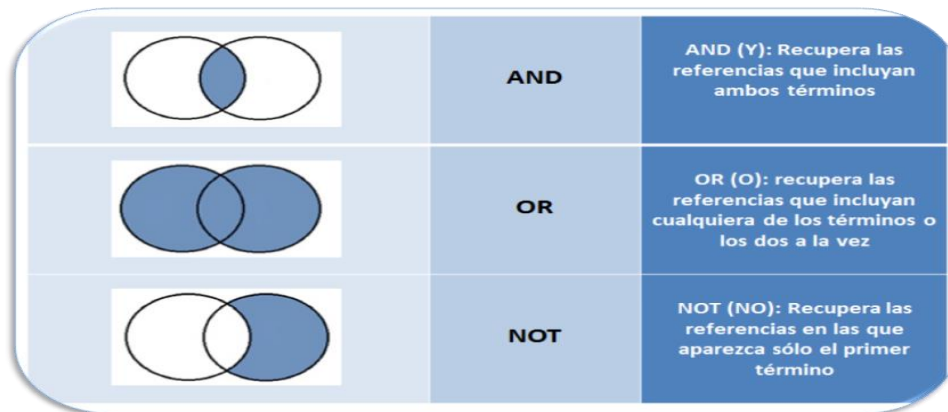 AND
AND (Y): Recupera las
referencias que incluyan
ambos términos
OR
OR (O): recupera las
referencias que incluyan
cualquiera de los términos o
los dos a la vez
NOT
NOT (NO): Recupera las
referencias en las que
aparezca sólo el primer
término